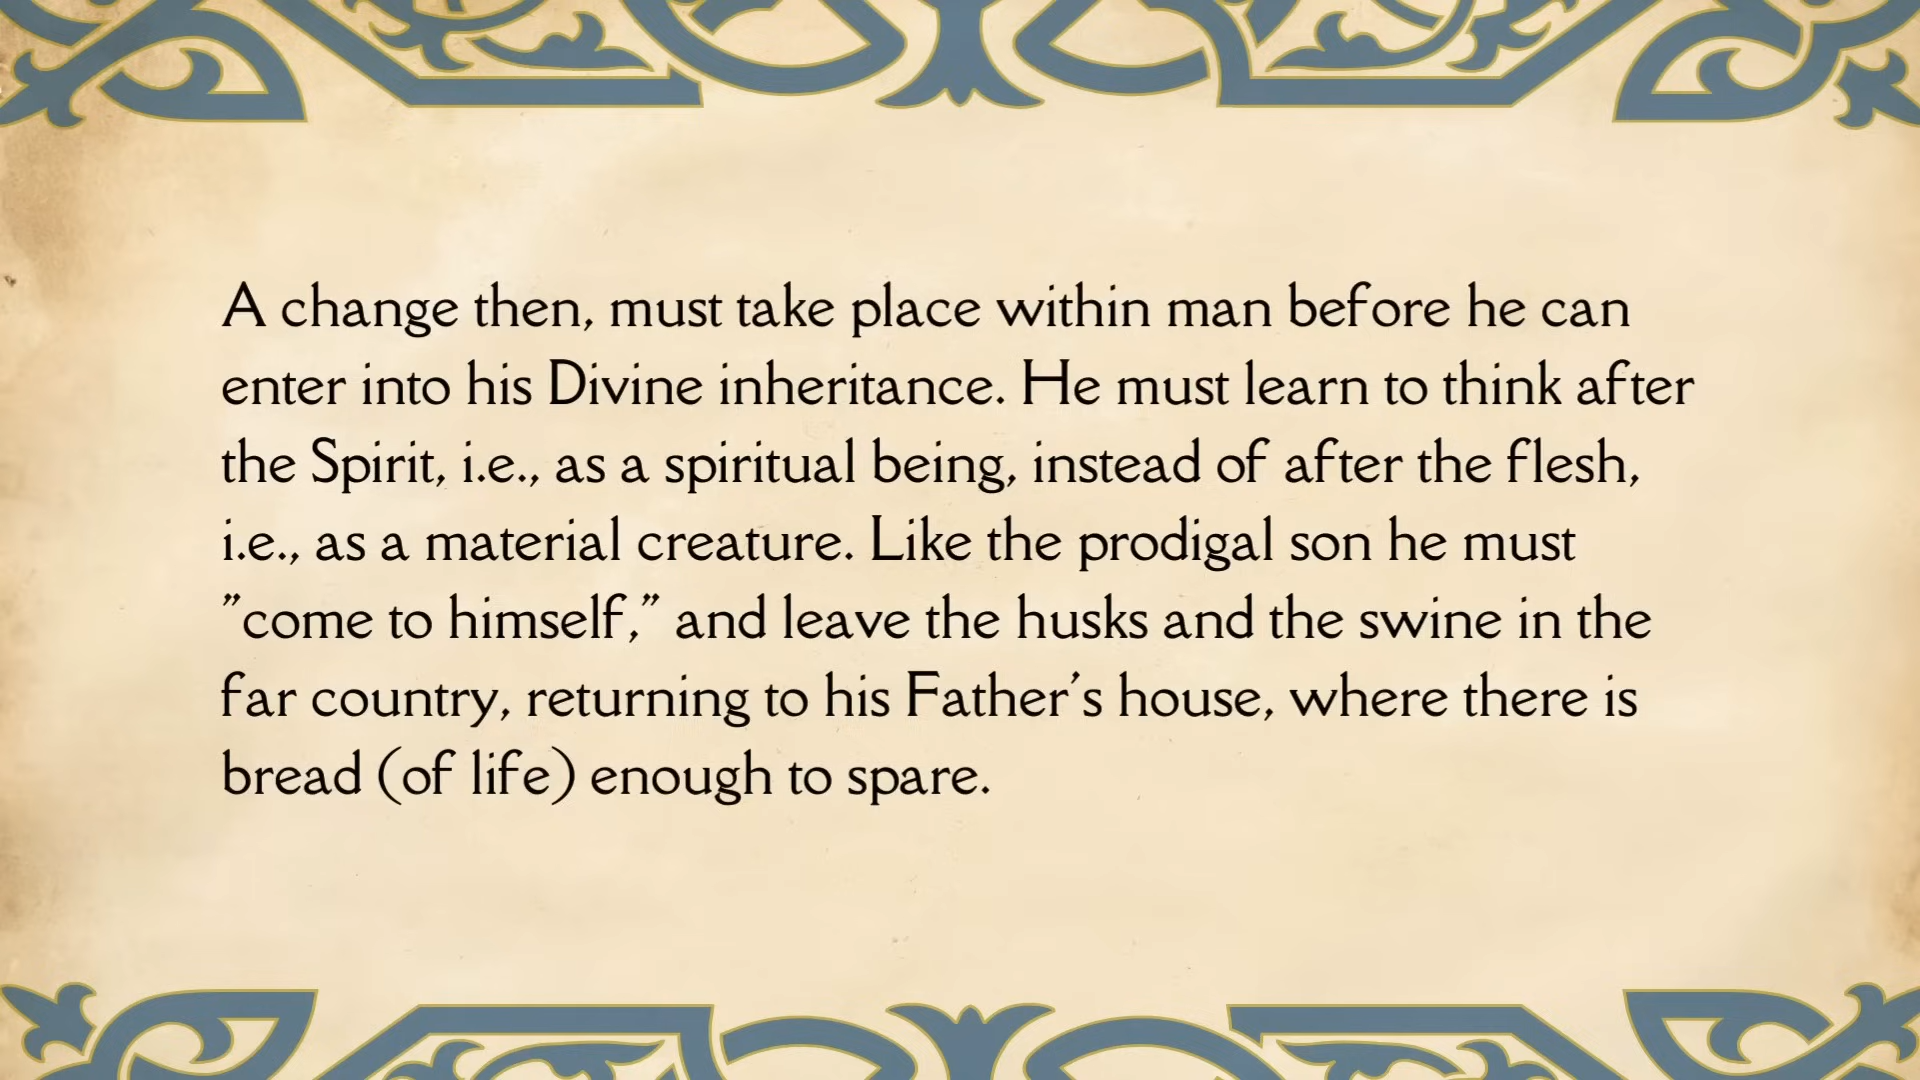 A change then, must take place within man before he can
enter into his Divine inheritance. He must learn to think after
the Spirit, i.e., as a spiritual being, instead of after the flesh,
i.e., as a material creature. Like the prodigal son he must
"come to himself," and leave the husks and the swine in the
far country, returning to his Father's house, where there is
bread (of life) enough to spare.